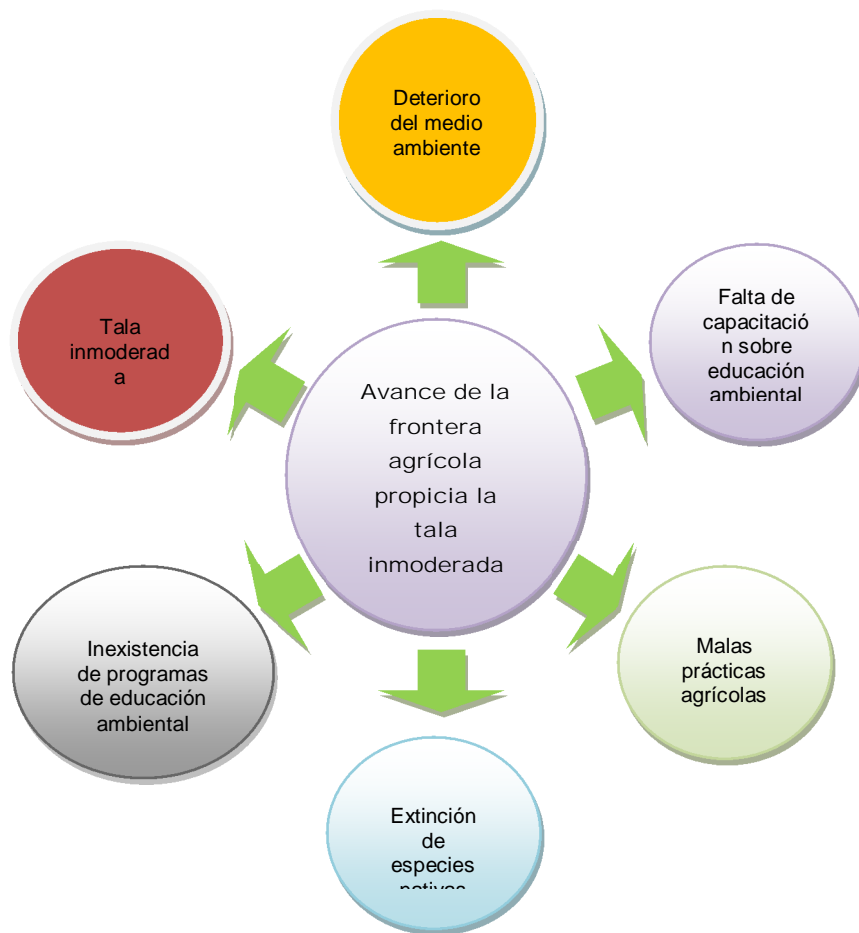 Deterioro
del medio
ambiente
Tala
inmoderad
a
Falta de
capacitació
n sobre
educación
ambiental
Avance de la
frontera
agrícola
propicia la
tala
inmoderada
Inexistencia
de programas
de educación
ambiental
Malas
prácticas
agrícolas
Extinción
de
especies
nativas